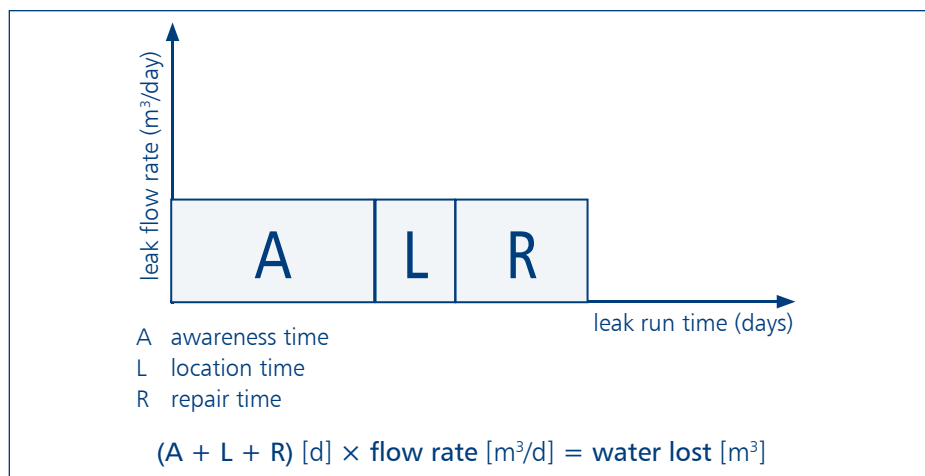 leak flow rate (m³/day)
A
L
R
leak run time (days)
A awareness time
L location time
R repair time
(A + L + R) [d] × flow rate [m³/d] = water lost [m³]